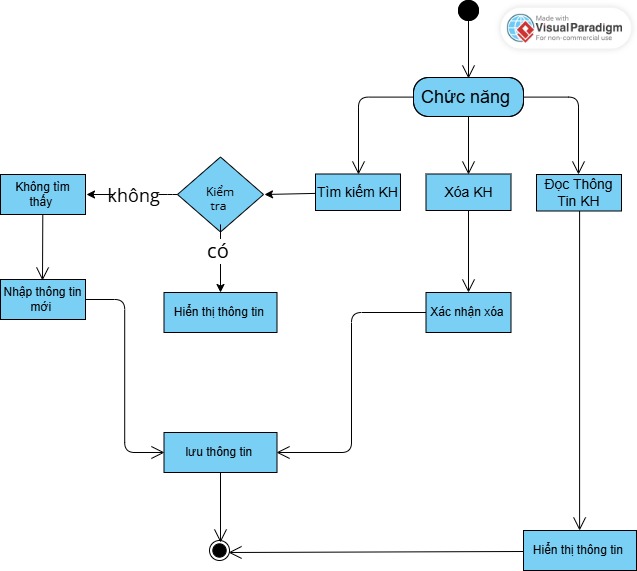 Made with
Visual Paradigm
For non-commercial use
Chức năng
Tìm kiếm KH
Xóa KH
Đọc Thông
Tin KH
Kiểm
tra
không
Không tìm
thấy
có
Nhập thông tin
mới
Hiển thị thông tin
Xác nhận xóa
lưu thông tin
Hiển thị thông tin